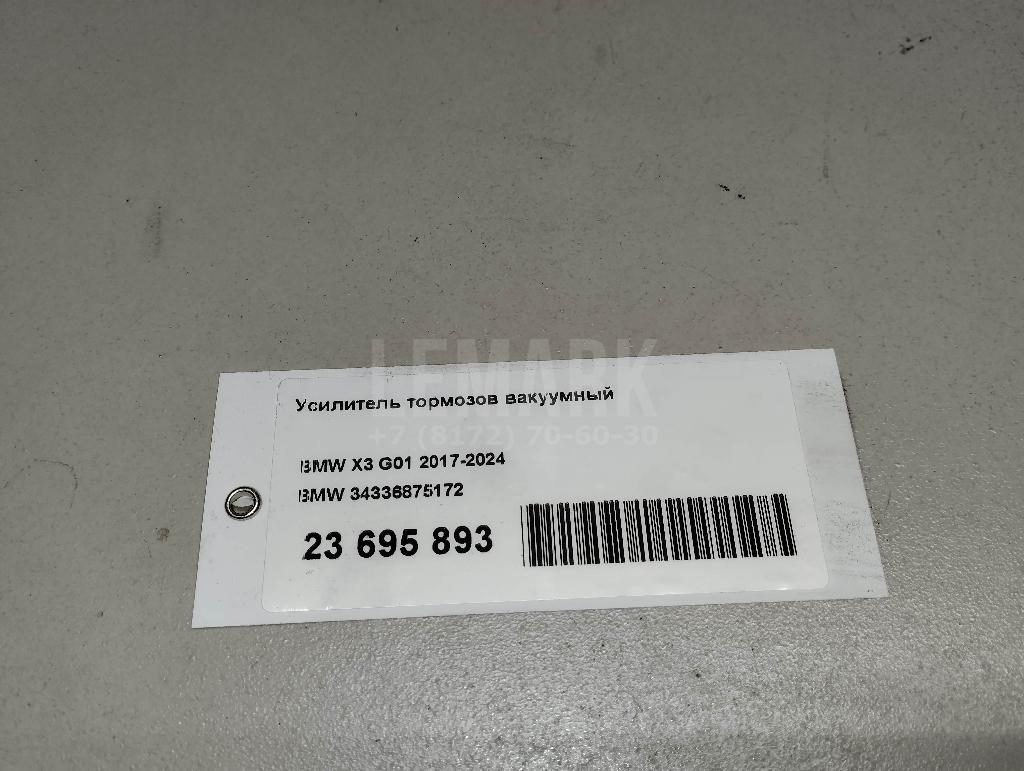 LEMARK
Усилитель тормозов вакуумный
+7 (8172) 70-60-30
BMW X3 G01 2017-2024
BMW 34336875172
23 695 893